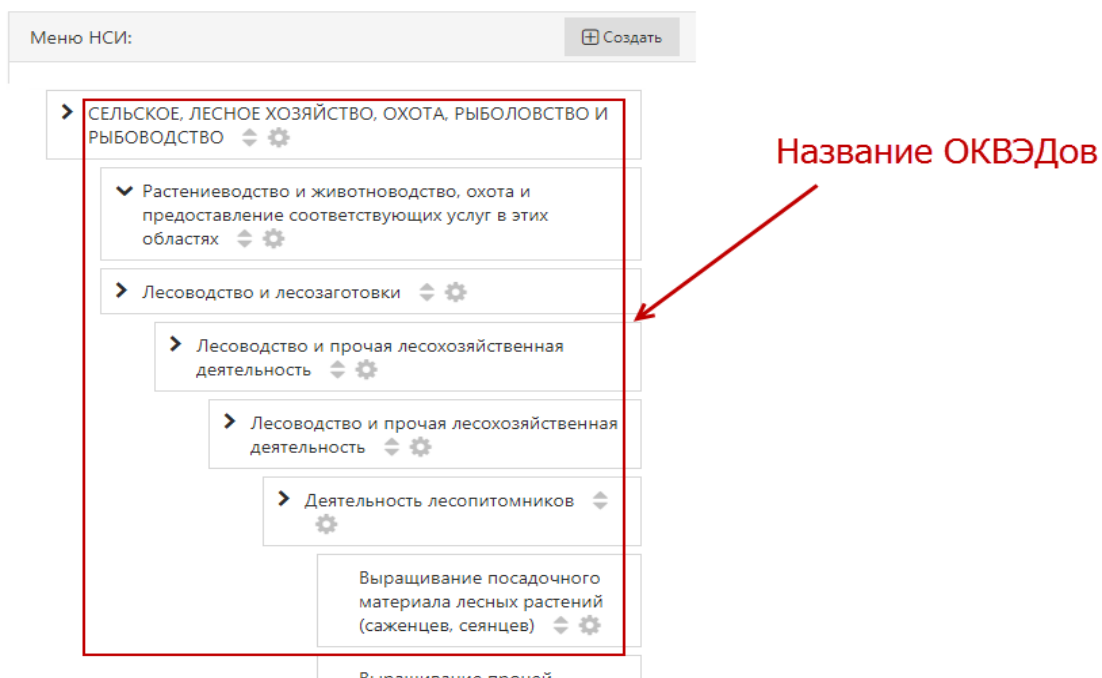 Меню НСИ:
Создать
СЕЛЬСКОЕ, ЛЕСНОЕ ХОЗЯЙСТВО, ОХОТА, РЫБОЛОВСТВО И
РЫБОВОДСТВО
Название ОКВЭДов
Растениеводство и животноводство, охота и
предоставление соответствующих услуг в этих
областях
Лесоводство и лесозаготовки
Лесоводство и прочая лесохозяйственная
деятельность
Лесоводство и прочая лесохозяйственная
деятельность
Деятельность лесопитомников
Выращивание посадочного
материала лесных растений
(саженцев, сеянцев)
Выращивание прочей